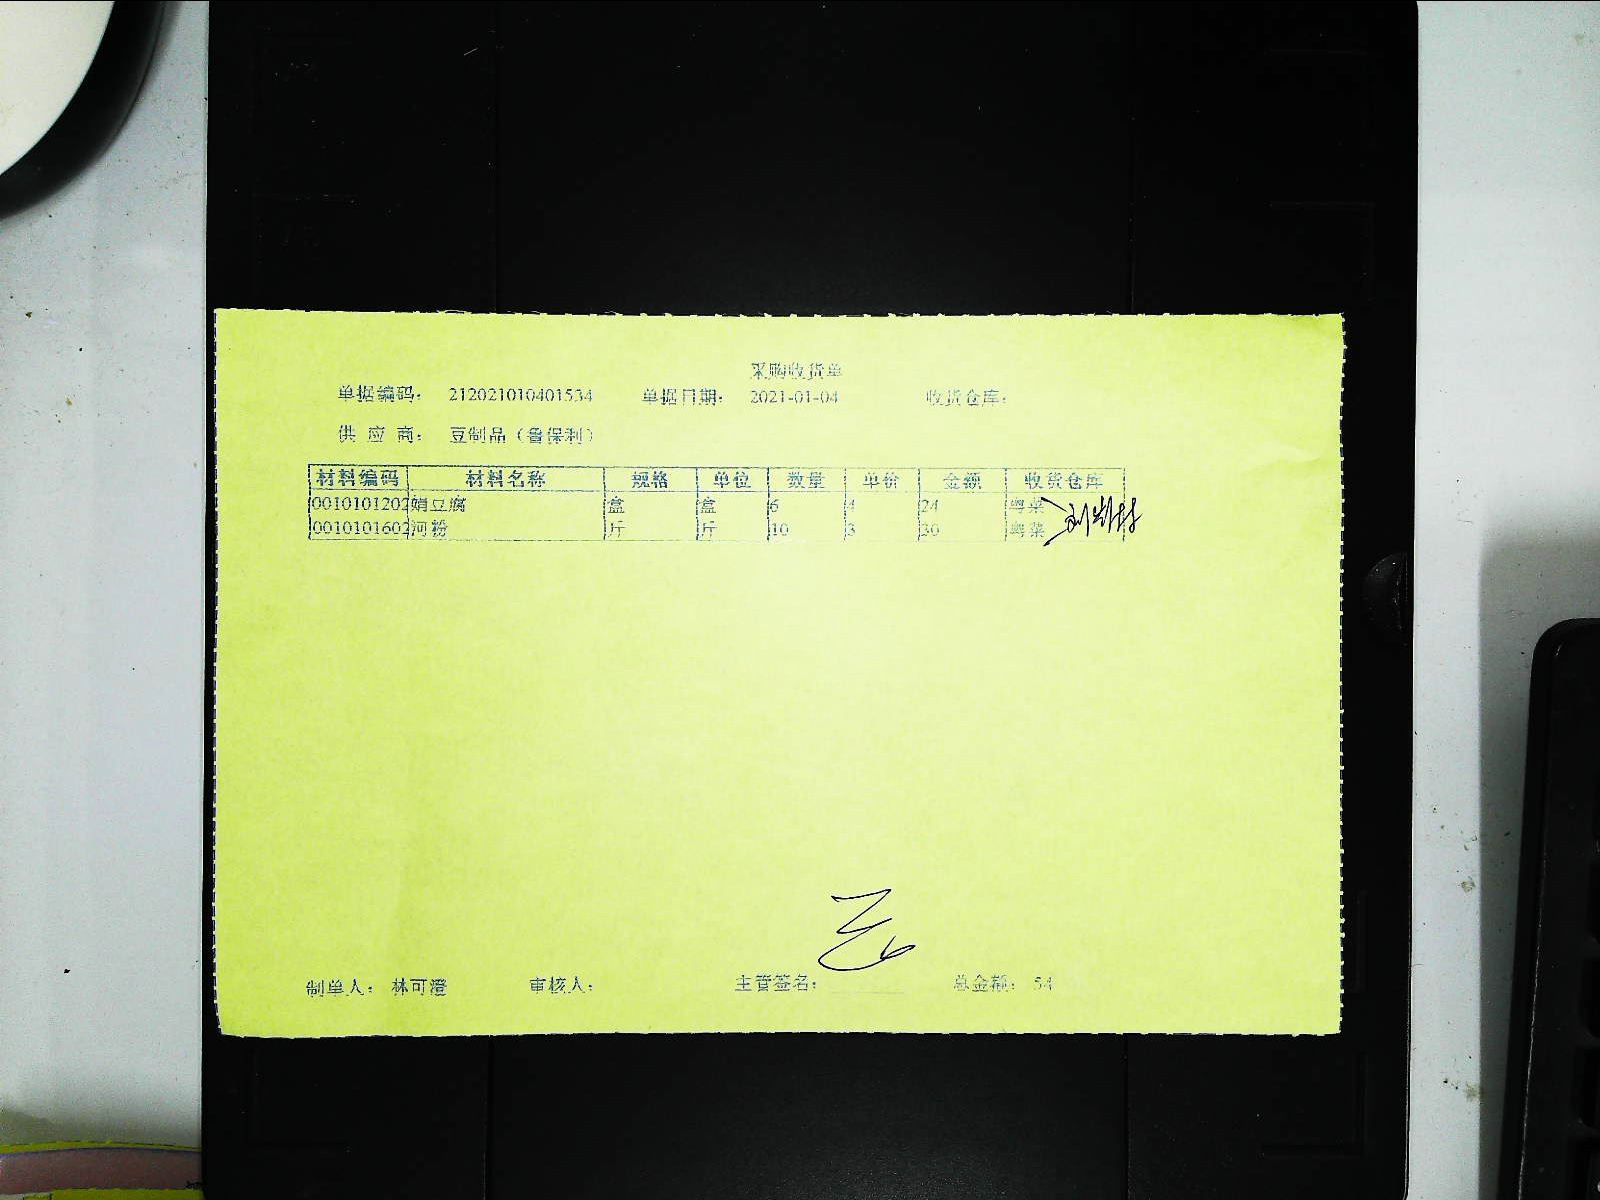 采购收货单
单据编码： 212021010401534 单据日期： 2021-01-04 收货仓库：
供 应 商： 豆制品（鲁保利）
材料编码 材料名称 规格 单位 数量 单价 金额 收货仓库
0010101202 娟豆腐 盒 盒 6 4 24 粤菜
0010101602 河粉 斤 斤 10 3 30 粤菜
制单人： 林可澄 审核人： 主管签名： 总金额： 54